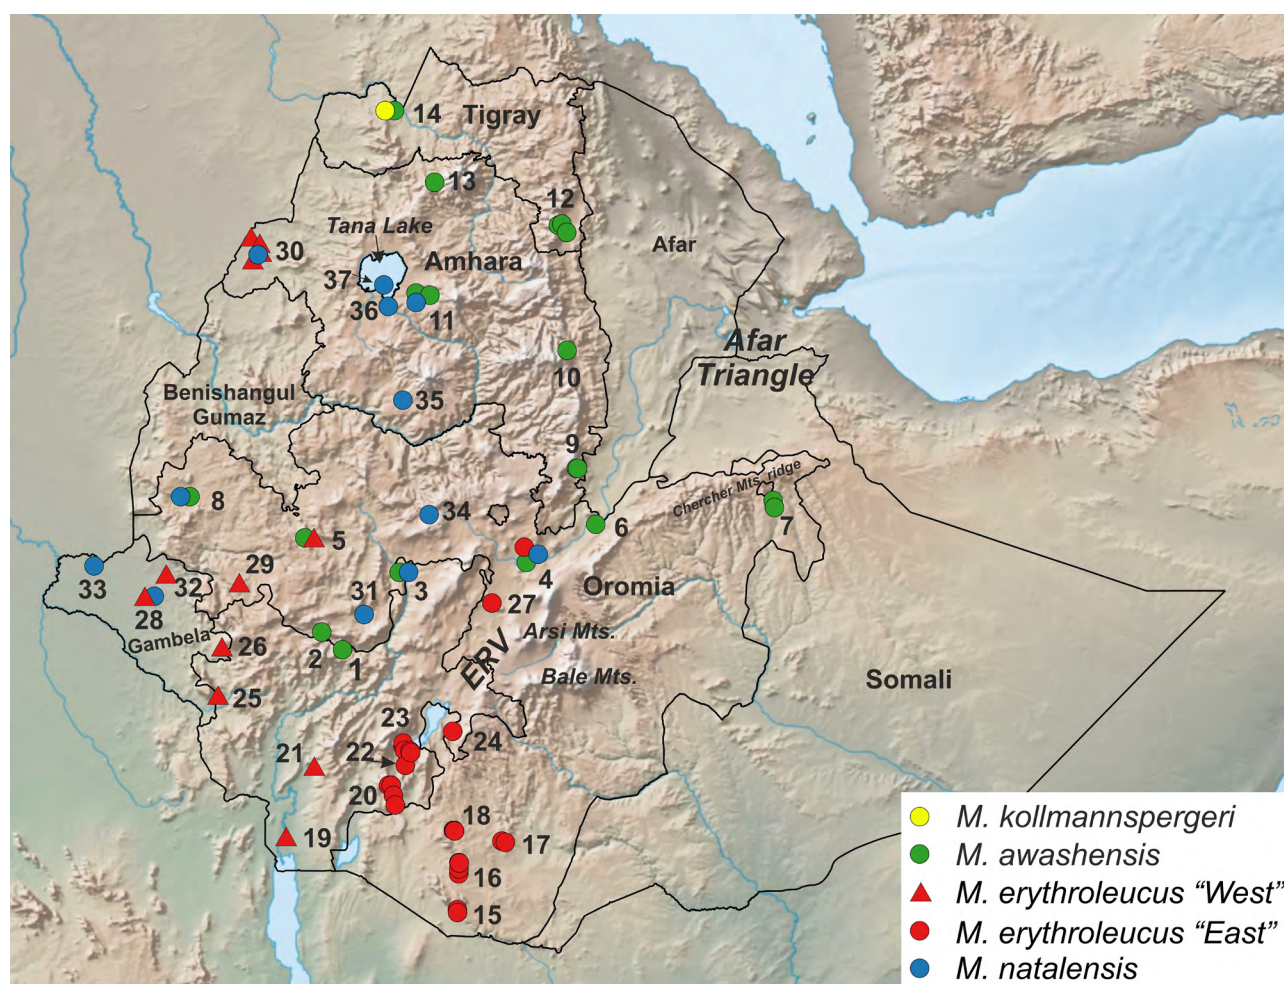 14
Tigray
13
12
Tana Lake
30
Afar
Amhara
37
36
11
Afar
Triangle
10
Benishangul
Gumaz
35
9
Chercher Mts. ridge
8
34
6
7
5
4
33
32
29
31
3
Oromia
28
27
Gambela
26
2
1
Arsi Mts.
ERV
Bale Mts.
Somali
25
23
24
21
22
20
18
19
17
16
15
M. kollmannspergeri
M. awashensis
M. erythroleucus “West”
M. erythroleucus “East”
M. natalensis